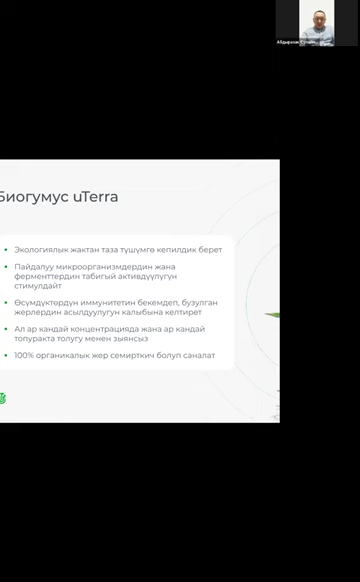 Абдыразак
Биогумус uTerra
Экологиялык жактан таза түшүмгө кепилдик берет
Пайдалуу микроорганизмдердин жана
ферменттердин табигый активдүүлүгүн
стимулдайт
Өсүмдүктөрдүн иммунитетин бекемдеп, бузулган
жерлердин асылдуулугун калыбына келтирет
Ал ар кандай концентрацияда жана ар кандай
топуракта толугу менен зыянсыз
100% органикалык жер семирткич болуп саналат